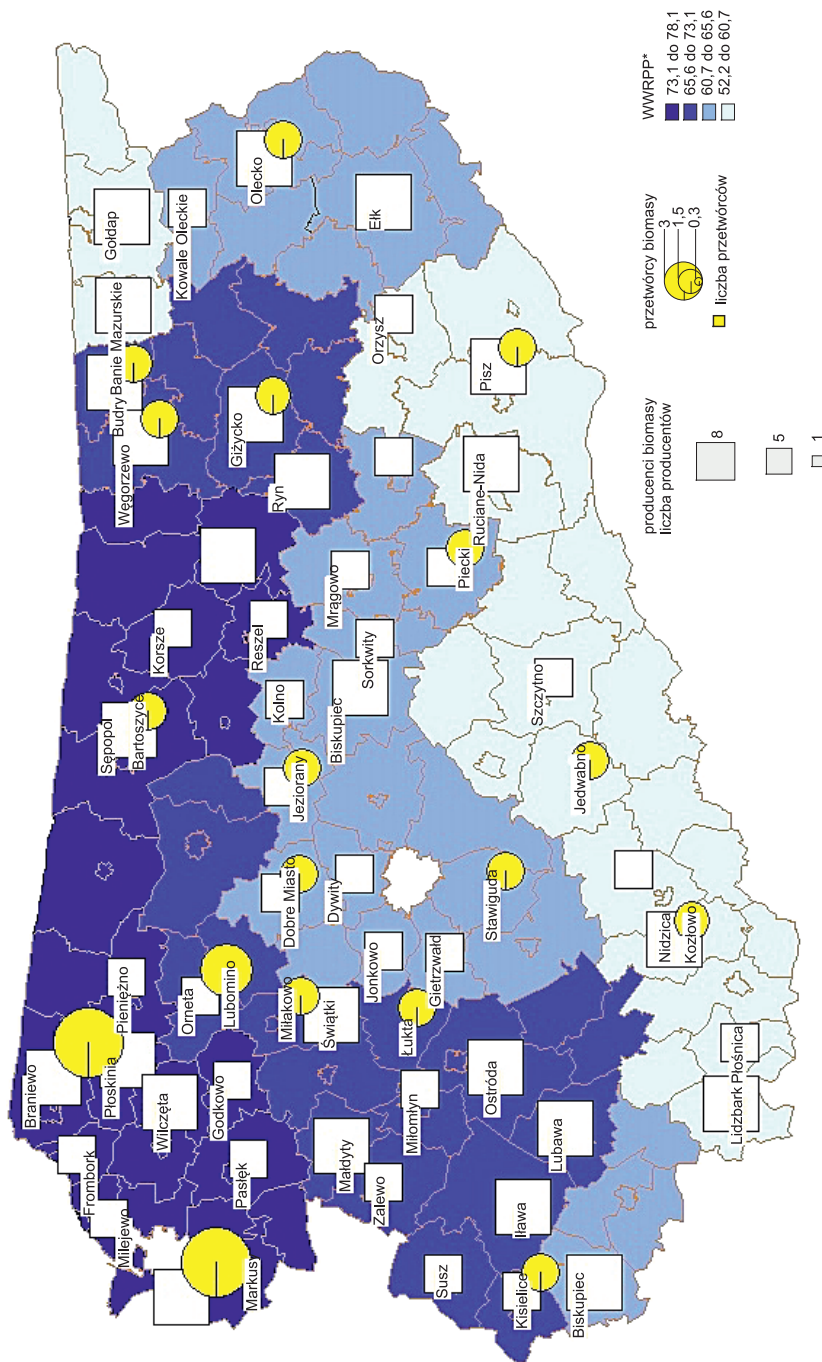 Braniewo
Frombork
Milejewo
Płoskinia
Pieniężno
Wilczęta
Godkowo
Pasłęk
Markus
Orneta
Lubomino
Sępopol
Bartoszyce
Korsze
Reszel
Węgorzewo
Budry
Banie Mazurskie
Gołdap
Kowale Oleckie
Olecko
Giżycko
Ryn
Ełk
Orzysz
Pisz
Ruciane-Nida
Piecki
Mrągowo
Sorkwity
Kolno
Biskupiec
Jeziorany
Dobre Miasto
Dywity
Miłakowo
Świątki
Jonkowo
Gietrzwałd
Łukta
Stawiguda
Małdyty
Zalewo
Miłomłyn
Ostróda
Lubawa
Iława
Susz
Kisielice
Biskupiec
Szczytno
Jedwabno
Nidzica
Kozłowo
Płośnica
Lidzbark
producenci biomasy
liczba producentów
8
5
1
przetwórcy biomasy
3
1,5
0,3
liczba przetwórców
WWRPP*
73,1 do 78,1
65,6 do 73,1
60,7 do 65,6
52,2 do 60,7